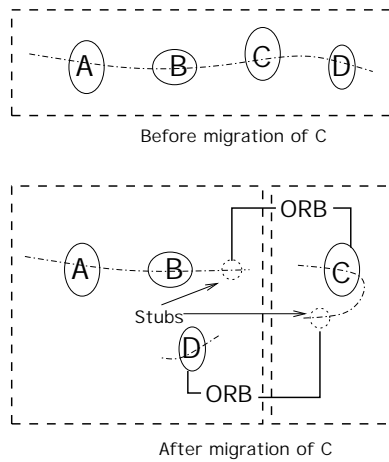 A B C D
Before migration of C
ORB
A B C
Stubs
D
ORB
After migration of C